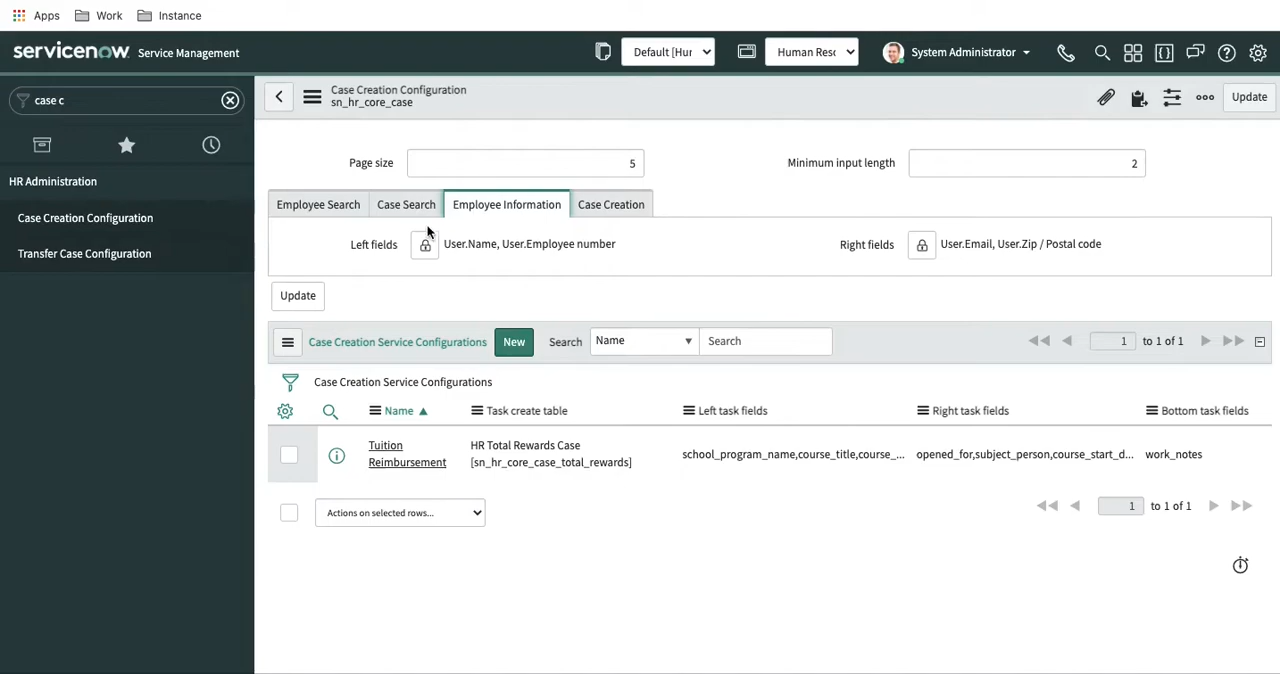 Apps Work Instance
servicenow. Service Management Default [Hur Human Resc System Administrator
case c
HR Administration
Case Creation Configuration
Transfer Case Configuration
Case Creation Configuration
sn_hr_core_case
Update
Page size 5 Minimum input length 2
Employee Search Case Search Employee Information Case Creation
Left fields User.Name, User.Employee number Right fields User.Email, User.Zip / Postal code
Update
Case Creation Service Configurations New Search Name Search 1 to 1 of 1
Case Creation Service Configurations
Name Task create table Left task fields Right task fields Bottom task fields
Tuition Reimbursement HR Total Rewards Case [sn_hr_core_case_total_rewards] school_program_name,course_title,course_... opened_for,subject_person,course_start_d... work_notes
Actions on selected rows... 1 to 1 of 1